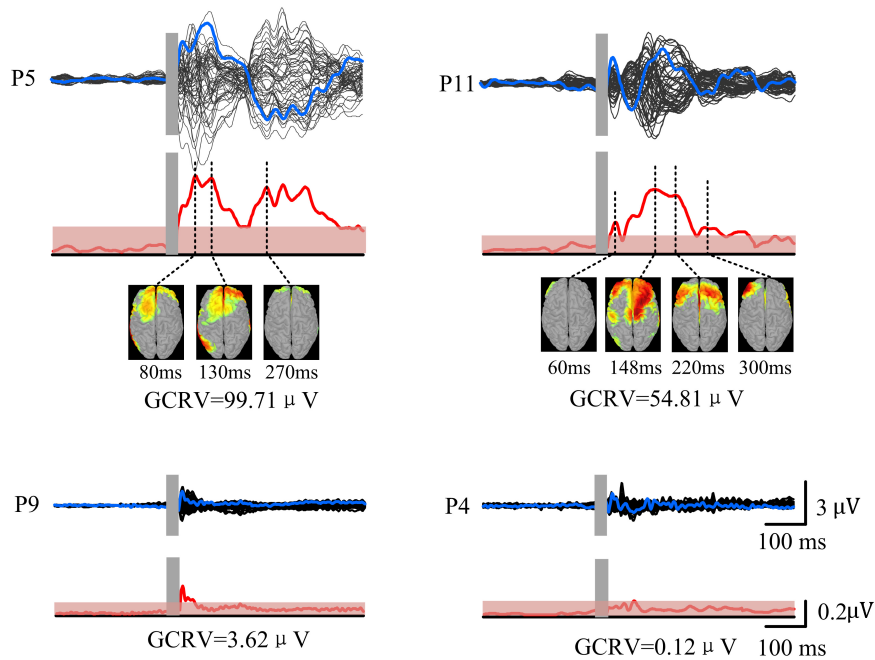 P5
P11
80ms 130ms 270ms
60ms 148ms 220ms 300ms
GCRV=99.71 μ V
GCRV=54.81 μ V
P9
P4
3 μV
100 ms
0.2μV
GCRV=3.62 μ V
GCRV=0.12 μ V
100 ms